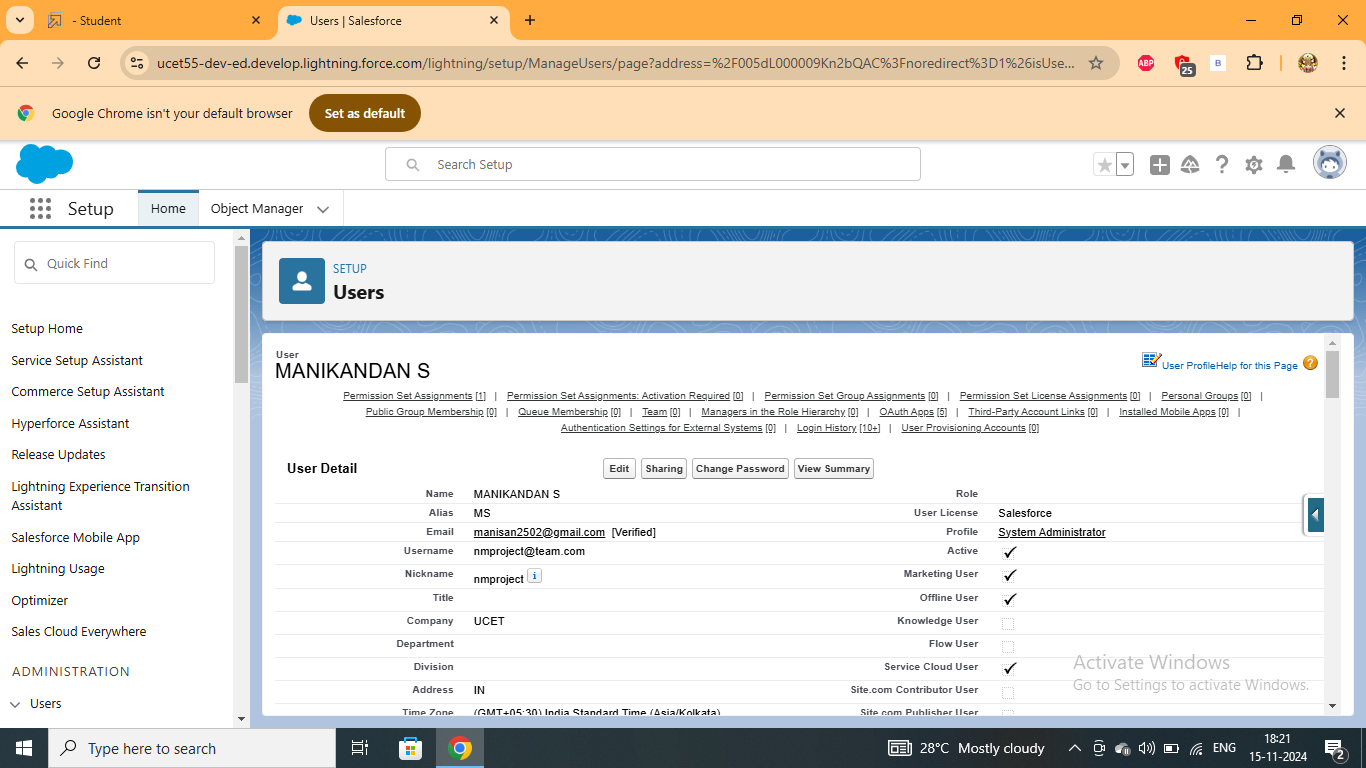 - Student
Users | Salesforce
ucet55-dev-ed.develop.lightning.force.com/lightning/setup/ManageUsers/page?address=%2F005dL000009Kn2bQAC%3Fnoredirect%3D1%26isUse...
ABP
25
B
Google Chrome isn't your default browser
Set as default
Search Setup
Setup
Home
Object Manager
Quick Find
Setup Home
Service Setup Assistant
Commerce Setup Assistant
Hyperforce Assistant
Release Updates
Lightning Experience Transition
Assistant
Salesforce Mobile App
Lightning Usage
Optimizer
Sales Cloud Everywhere
ADMINISTRATION
Users
SETUP
Users
User
MANIKANDAN S
User Profile Help for this Page
Permission Set Assignments [1] | Permission Set Assignments: Activation Required [0] | Permission Set Group Assignments [0] | Permission Set License Assignments [0] | Personal Groups [0] |
Public Group Membership [0] | Queue Membership [0] | Team [0] | Managers in the Role Hierarchy [0] | OAuth Apps [5] | Third-Party Account Links [0] | Installed Mobile Apps [0] |
Authentication Settings for External Systems [0] | Login History [10+] | User Provisioning Accounts [0]
User Detail
Edit Sharing Change Password View Summary
Name MANIKANDAN S Role
Alias MS User License Salesforce
Email manisan2502@gmail.com [Verified] Profile System Administrator
Username nmproject@team.com Active
Nickname nmproject i Marketing User
Title Offline User
Company UCET Knowledge User
Department Flow User
Division Service Cloud User
Address IN Site.com Contributor User
Time Zone (GMT+05:30) India Standard Time (Asia/Kolkata) Site.com Publisher User
Activate Windows
Go to Settings to activate Windows.
Type here to search
28°C Mostly cloudy
ENG
18:21
15-11-2024
2